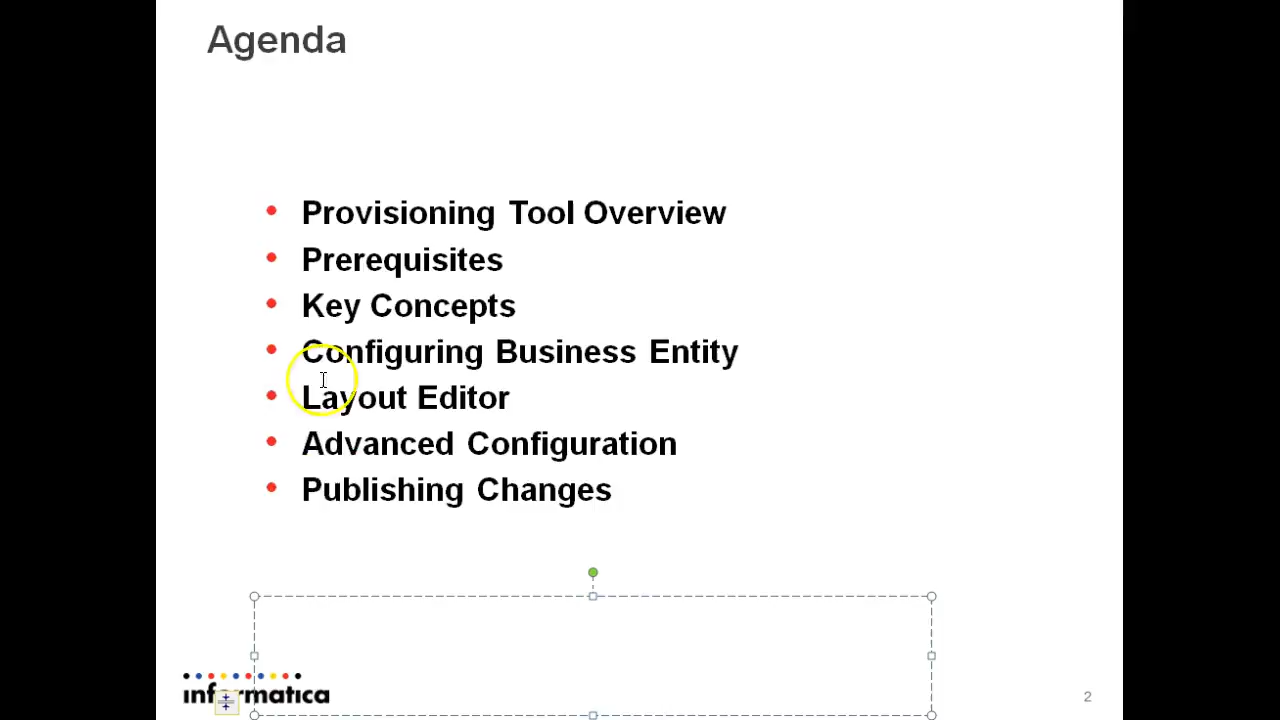 Agenda
• Provisioning Tool Overview
• Prerequisites
• Key Concepts
• Configuring Business Entity
• Layout Editor
• Advanced Configuration
• Publishing Changes
informatica
2